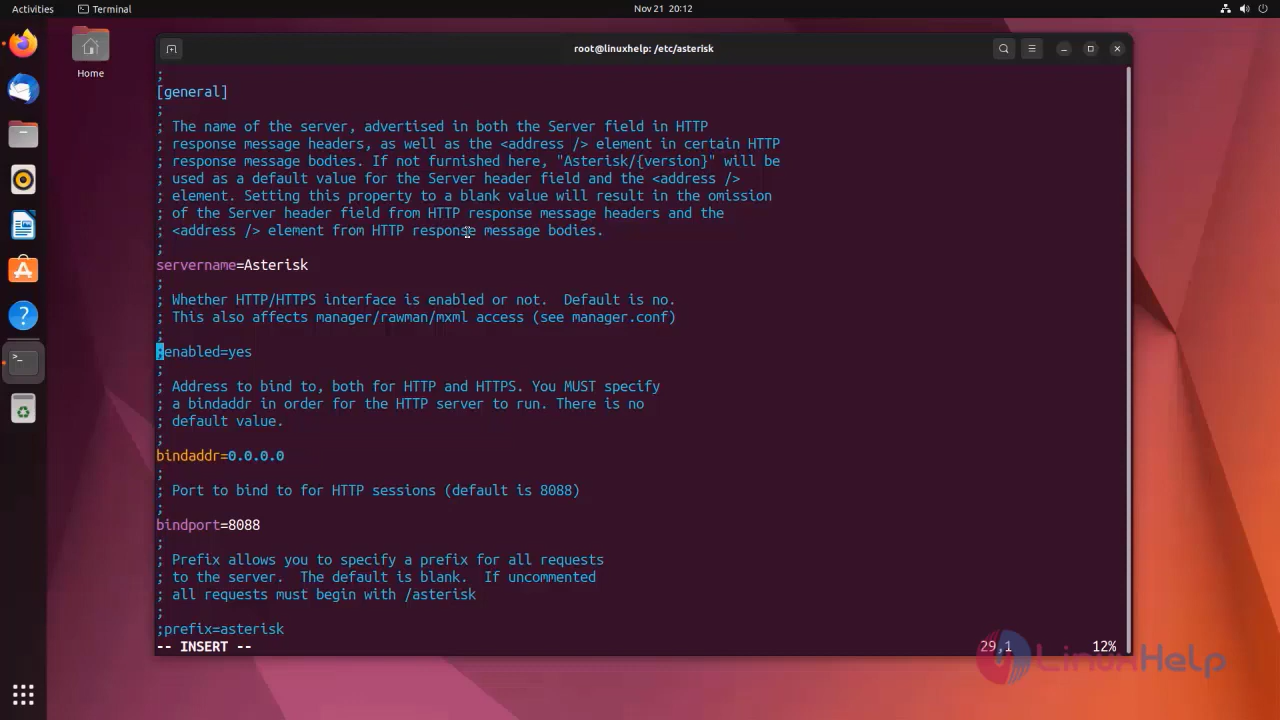 Activities
Terminal
Nov 21 20:12
Home
root@linuxhelp: /etc/asterisk
;
[general]
;
; The name of the server, advertised in both the Server field in HTTP
; response message headers, as well as the <address /> element in certain HTTP
; response message bodies. If not furnished here, "Asterisk/{version}" will be
; used as a default value for the Server header field and the <address />
; element. Setting this property to a blank value will result in the omission
; of the Server header field from HTTP response message headers and the
; <address /> element from HTTP response message bodies.
;
servername=Asterisk
;
; Whether HTTP/HTTPS interface is enabled or not.  Default is no.
; This also affects manager/rawman/mxml access (see manager.conf)
;
;enabled=yes
;
; Address to bind to, both for HTTP and HTTPS. You MUST specify
; a bindaddr in order for the HTTP server to run. There is no
; default value.
;
bindaddr=0.0.0.0
;
; Port to bind to for HTTP sessions (default is 8088)
;
bindport=8088
;
; Prefix allows you to specify a prefix for all requests
; to the server.  The default is blank.  If uncommented
; all requests must begin with /asterisk
;
;prefix=asterisk
-- INSERT -- 29,1 12%
LinuxHelp